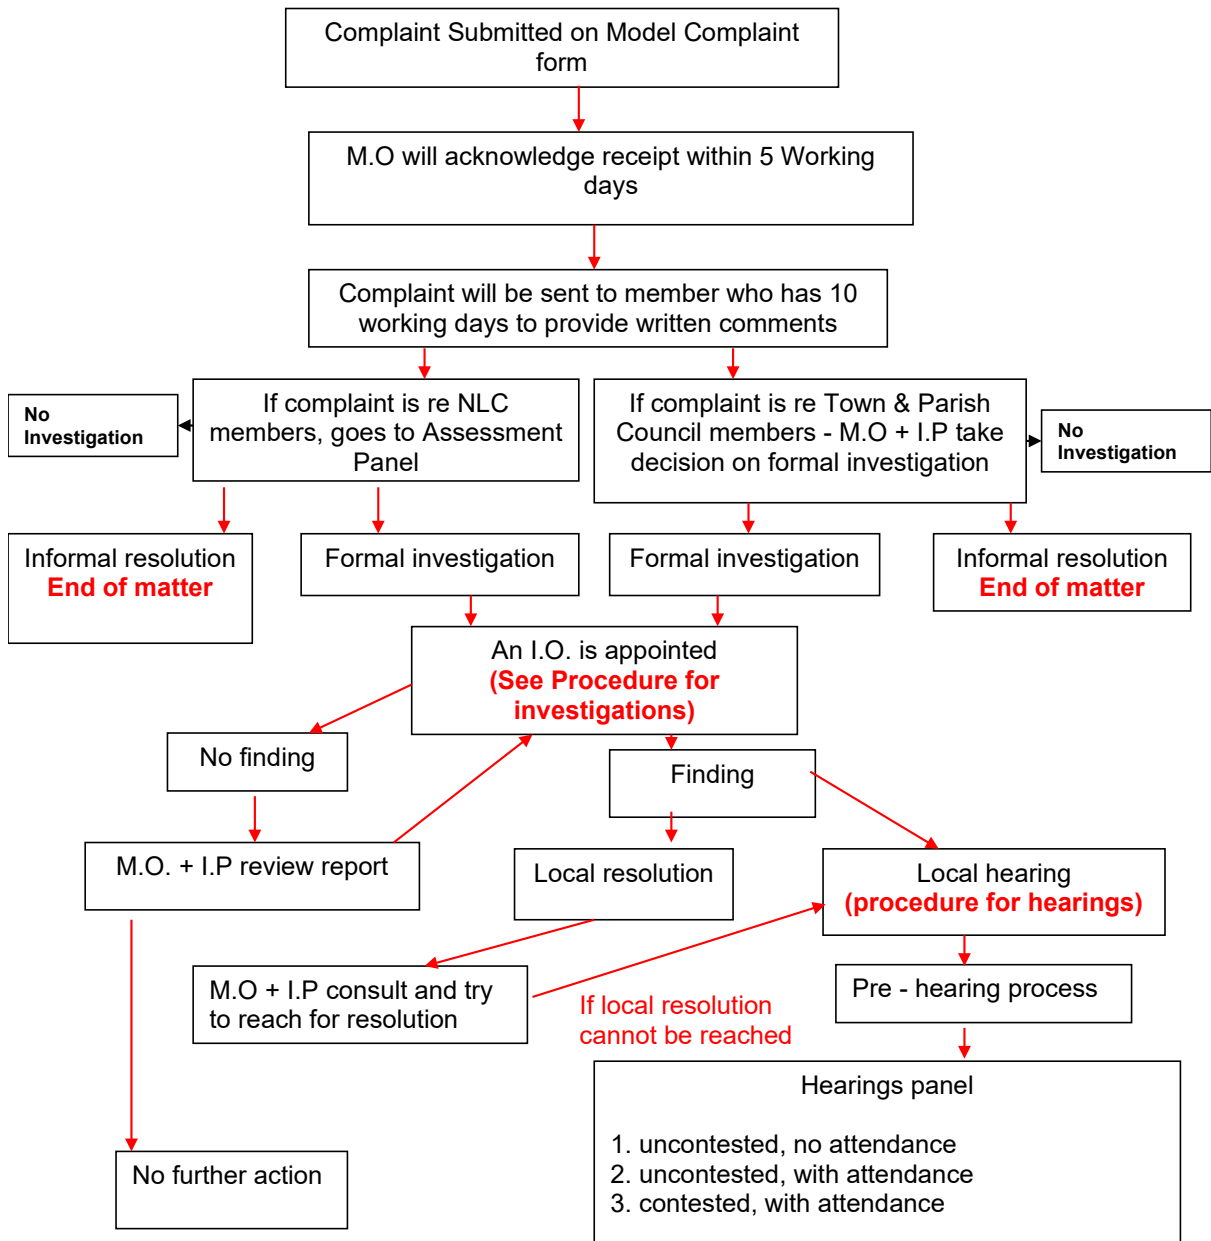 Complaint Submitted on Model Complaint
form
M.O will acknowledge receipt within 5 Working
days
Complaint will be sent to member who has 10
working days to provide written comments
No
Investigation
If complaint is re NLC
members, goes to Assessment
Panel
If complaint is re Town & Parish
Council members - M.O + I.P take
decision on formal investigation
No
Investigation
Informal resolution
End of matter
Formal investigation
Formal investigation
Informal resolution
End of matter
An I.O. is appointed
(See Procedure for
investigations)
No finding
Finding
M.O. + I.P review report
Local resolution
Local hearing
(procedure for hearings)
M.O + I.P consult and try
to reach for resolution
If local resolution
cannot be reached
Pre - hearing process
Hearings panel
1. uncontested, no attendance
2. uncontested, with attendance
3. contested, with attendance
No further action